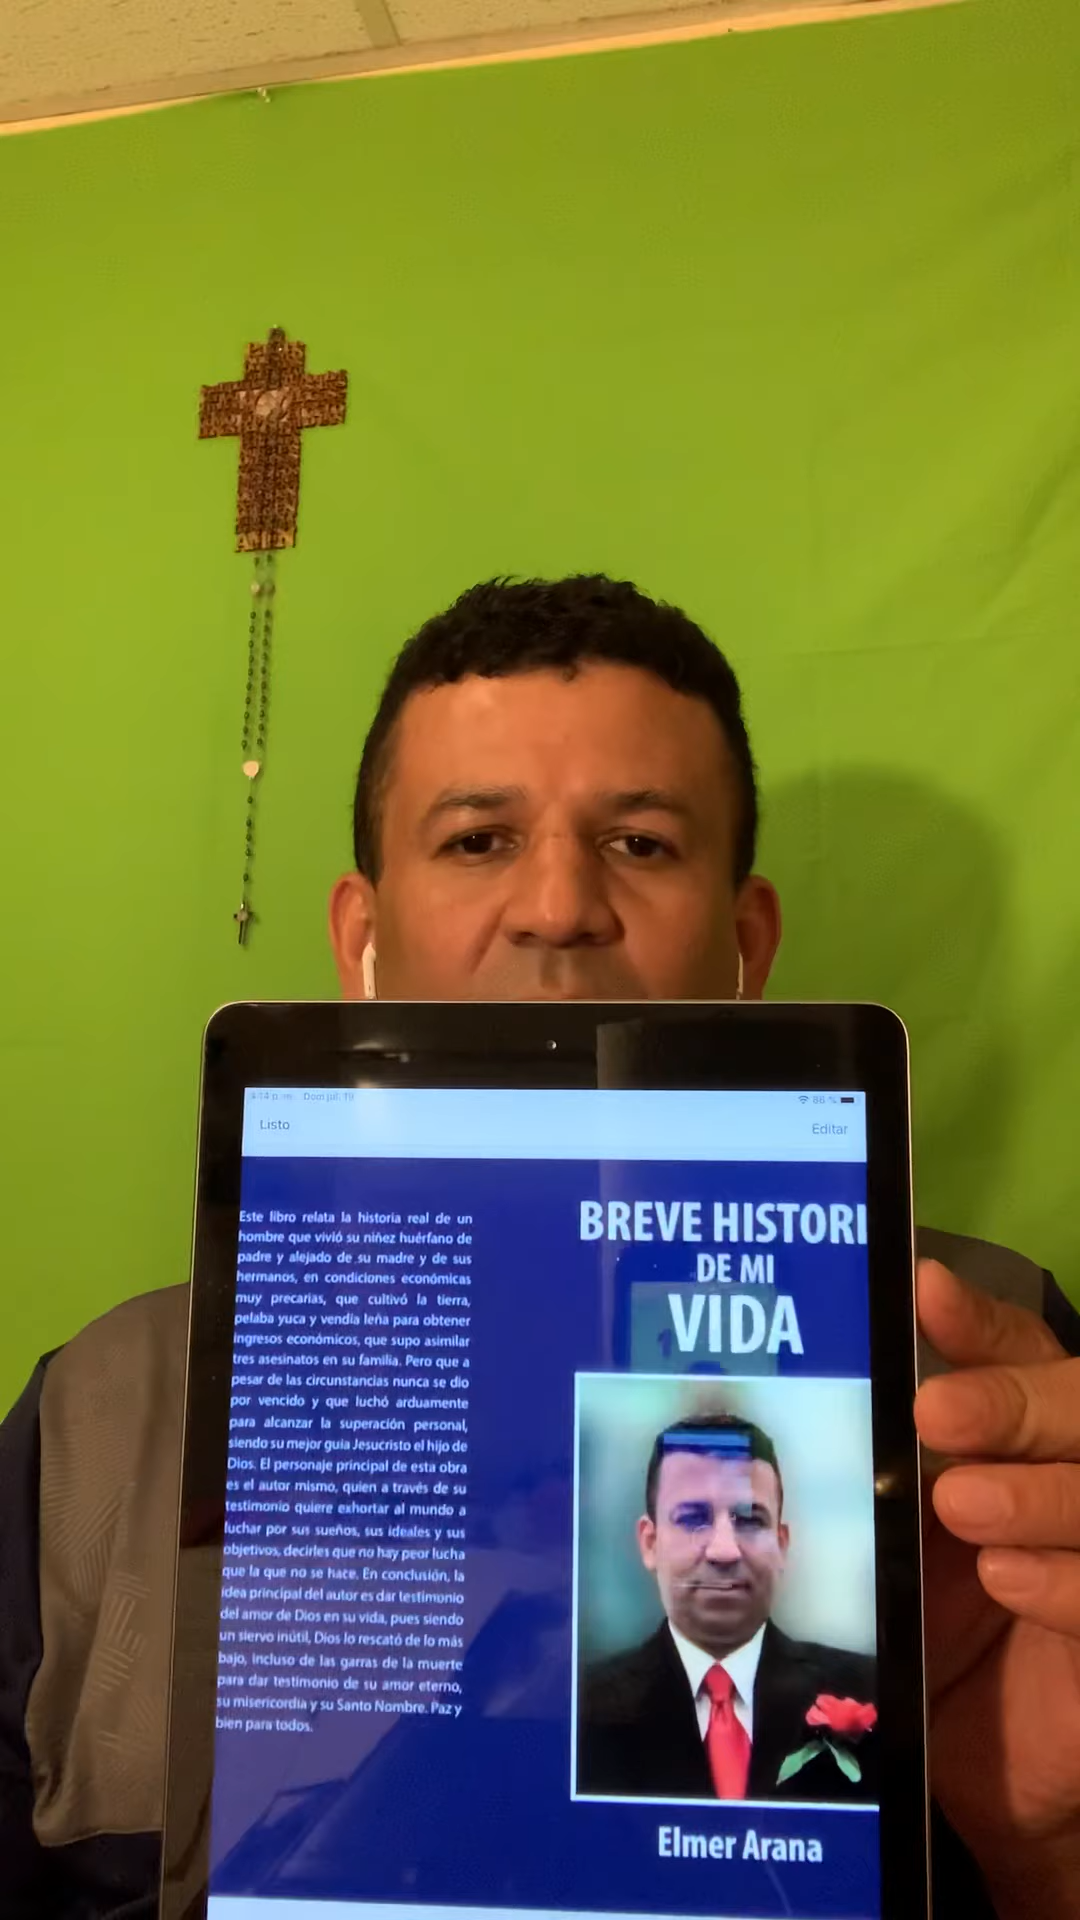 AMEN
4:14 p. m. Dom jul. 19
86 %
Listo
Editar
Este libro relata la historia real de un
hombre que vivió su niñez huérfano de
padre y alejado de su madre y de sus
hermanos, en condiciones económicas
muy precarias, que cultivó la tierra,
pelaba yuca y vendía leña para obtener
ingresos económicos, que supo asimilar
tres asesinatos en su familia. Pero que a
pesar de las circunstancias nunca se dio
por vencido y que luchó arduamente
para alcanzar la superación personal,
siendo su mejor guía Jesucristo el hijo de
Dios. El personaje principal de esta obra
es el autor mismo, quien a través de su
testimonio quiere exhortar al mundo a
luchar por sus sueños, sus ideales y sus
objetivos, decirles que no hay peor lucha
que la que no se hace. En conclusión, la
idea principal del autor es dar testimonio
del amor de Dios en su vida, pues siendo
un siervo inútil, Dios lo rescató de lo más
bajo, incluso de las garras de la muerte
para dar testimonio de su amor eterno,
su misericordia y su Santo Nombre. Paz y
bien para todos.
BREVE HISTORI
DE MI
VIDA
Elmer Arana